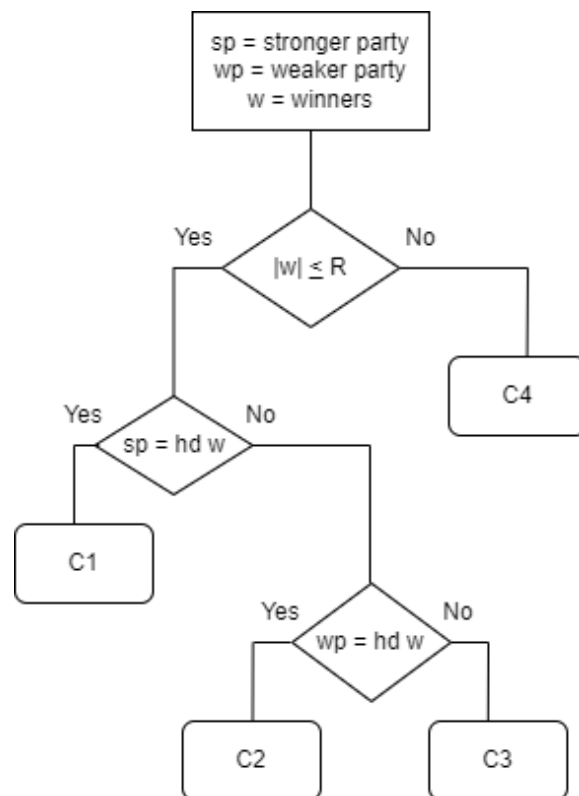 sp = stronger party
wp = weaker party
w = winners
Yes
No
|w| ≤ R
C4
Yes
No
sp = hd w
C1
Yes
No
wp = hd w
C2
C3